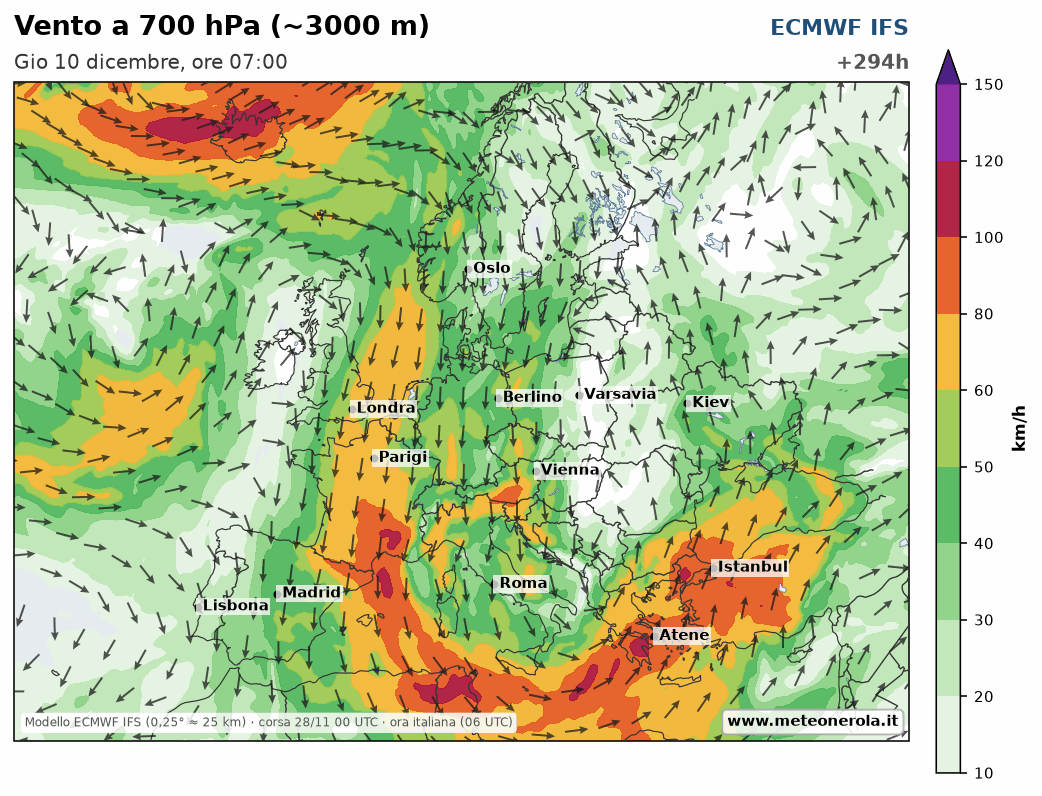 Vento a 700 hPa (~3000 m)
ECMWF IFS
Gio 10 dicembre, ore 07:00
+294h
150
120
100
80
60
50
40
30
20
10
km/h
Oslo
Londra
Berlino
Varsavia
Kiev
Parigi
Vienna
Istanbul
Roma
Madrid
Lisbona
Atene
Modello ECMWF IFS (0,25° ≈ 25 km) · corsa 28/11 00 UTC · ora italiana (06 UTC)
www.meteonerola.it